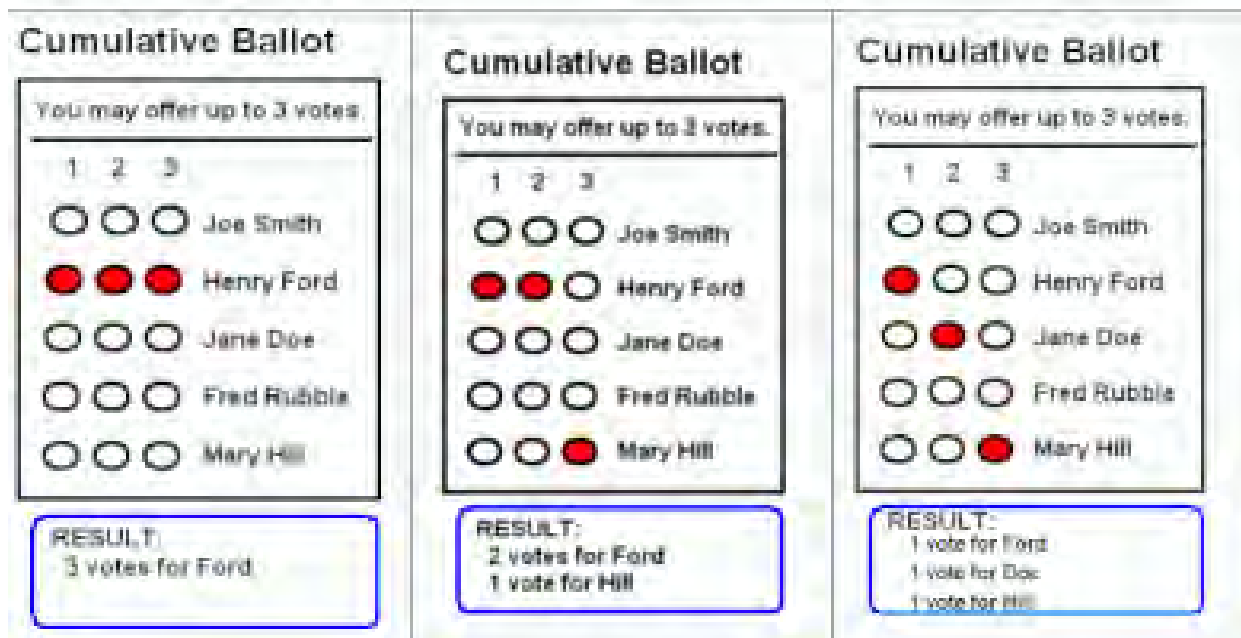 Cumulative Ballot
You may offer up to 3 votes.
1 2 3
Joe Smith
Henry Ford
Jane Doe
Fred Rubble
Mary Hill
RESULT:
3 votes for Ford
Cumulative Ballot
You may offer up to 3 votes.
1 2 3
Joe Smith
Henry Ford
Jane Doe
Fred Rubble
Mary Hill
RESULT:
2 votes for Ford
1 vote for Hill
Cumulative Ballot
You may offer up to 3 votes.
1 2 3
Joe Smith
Henry Ford
Jane Doe
Fred Rubble
Mary Hill
RESULT:
1 vote for Ford
1 vote for Doe
1 vote for Hill